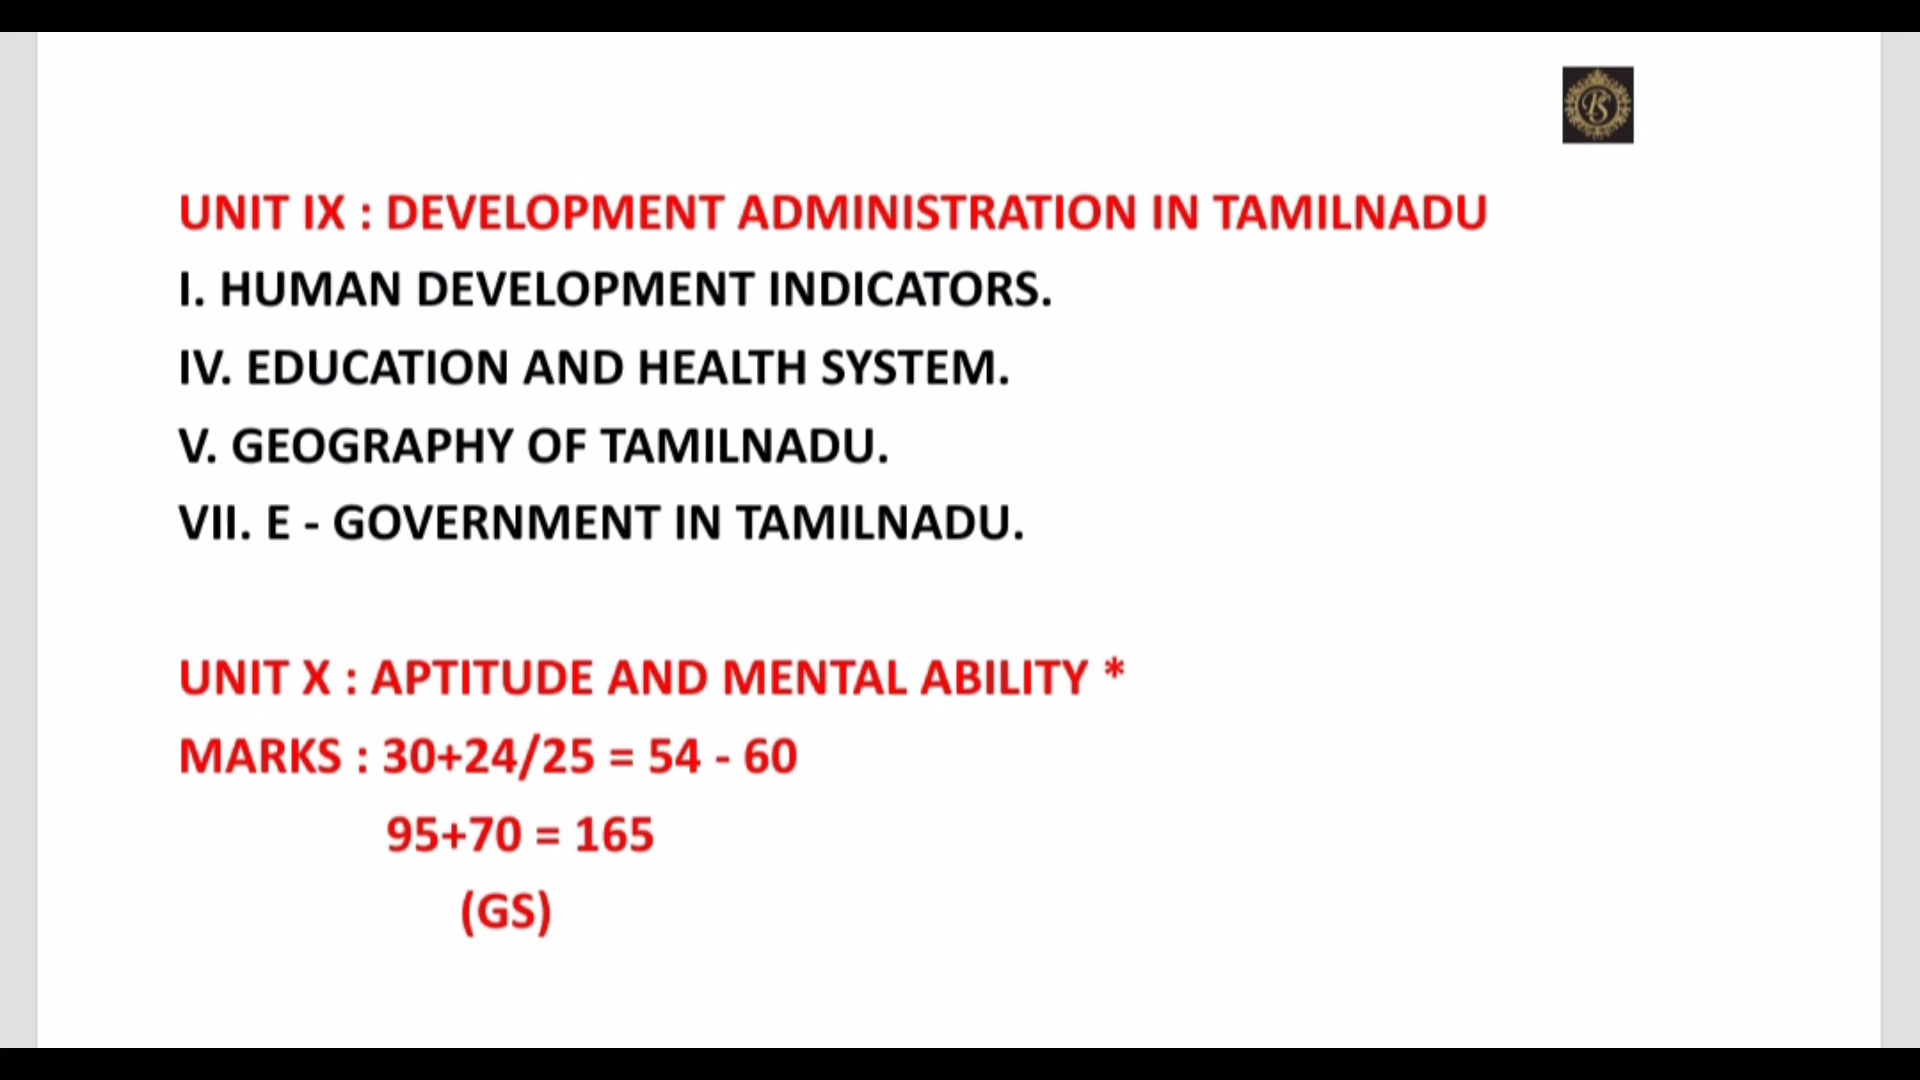 UNIT IX : DEVELOPMENT ADMINISTRATION IN TAMILNADU
I. HUMAN DEVELOPMENT INDICATORS.
IV. EDUCATION AND HEALTH SYSTEM.
V. GEOGRAPHY OF TAMILNADU.
VII. E - GOVERNMENT IN TAMILNADU.
UNIT X : APTITUDE AND MENTAL ABILITY *
MARKS : 30+24/25 = 54 - 60
95+70 = 165
(GS)